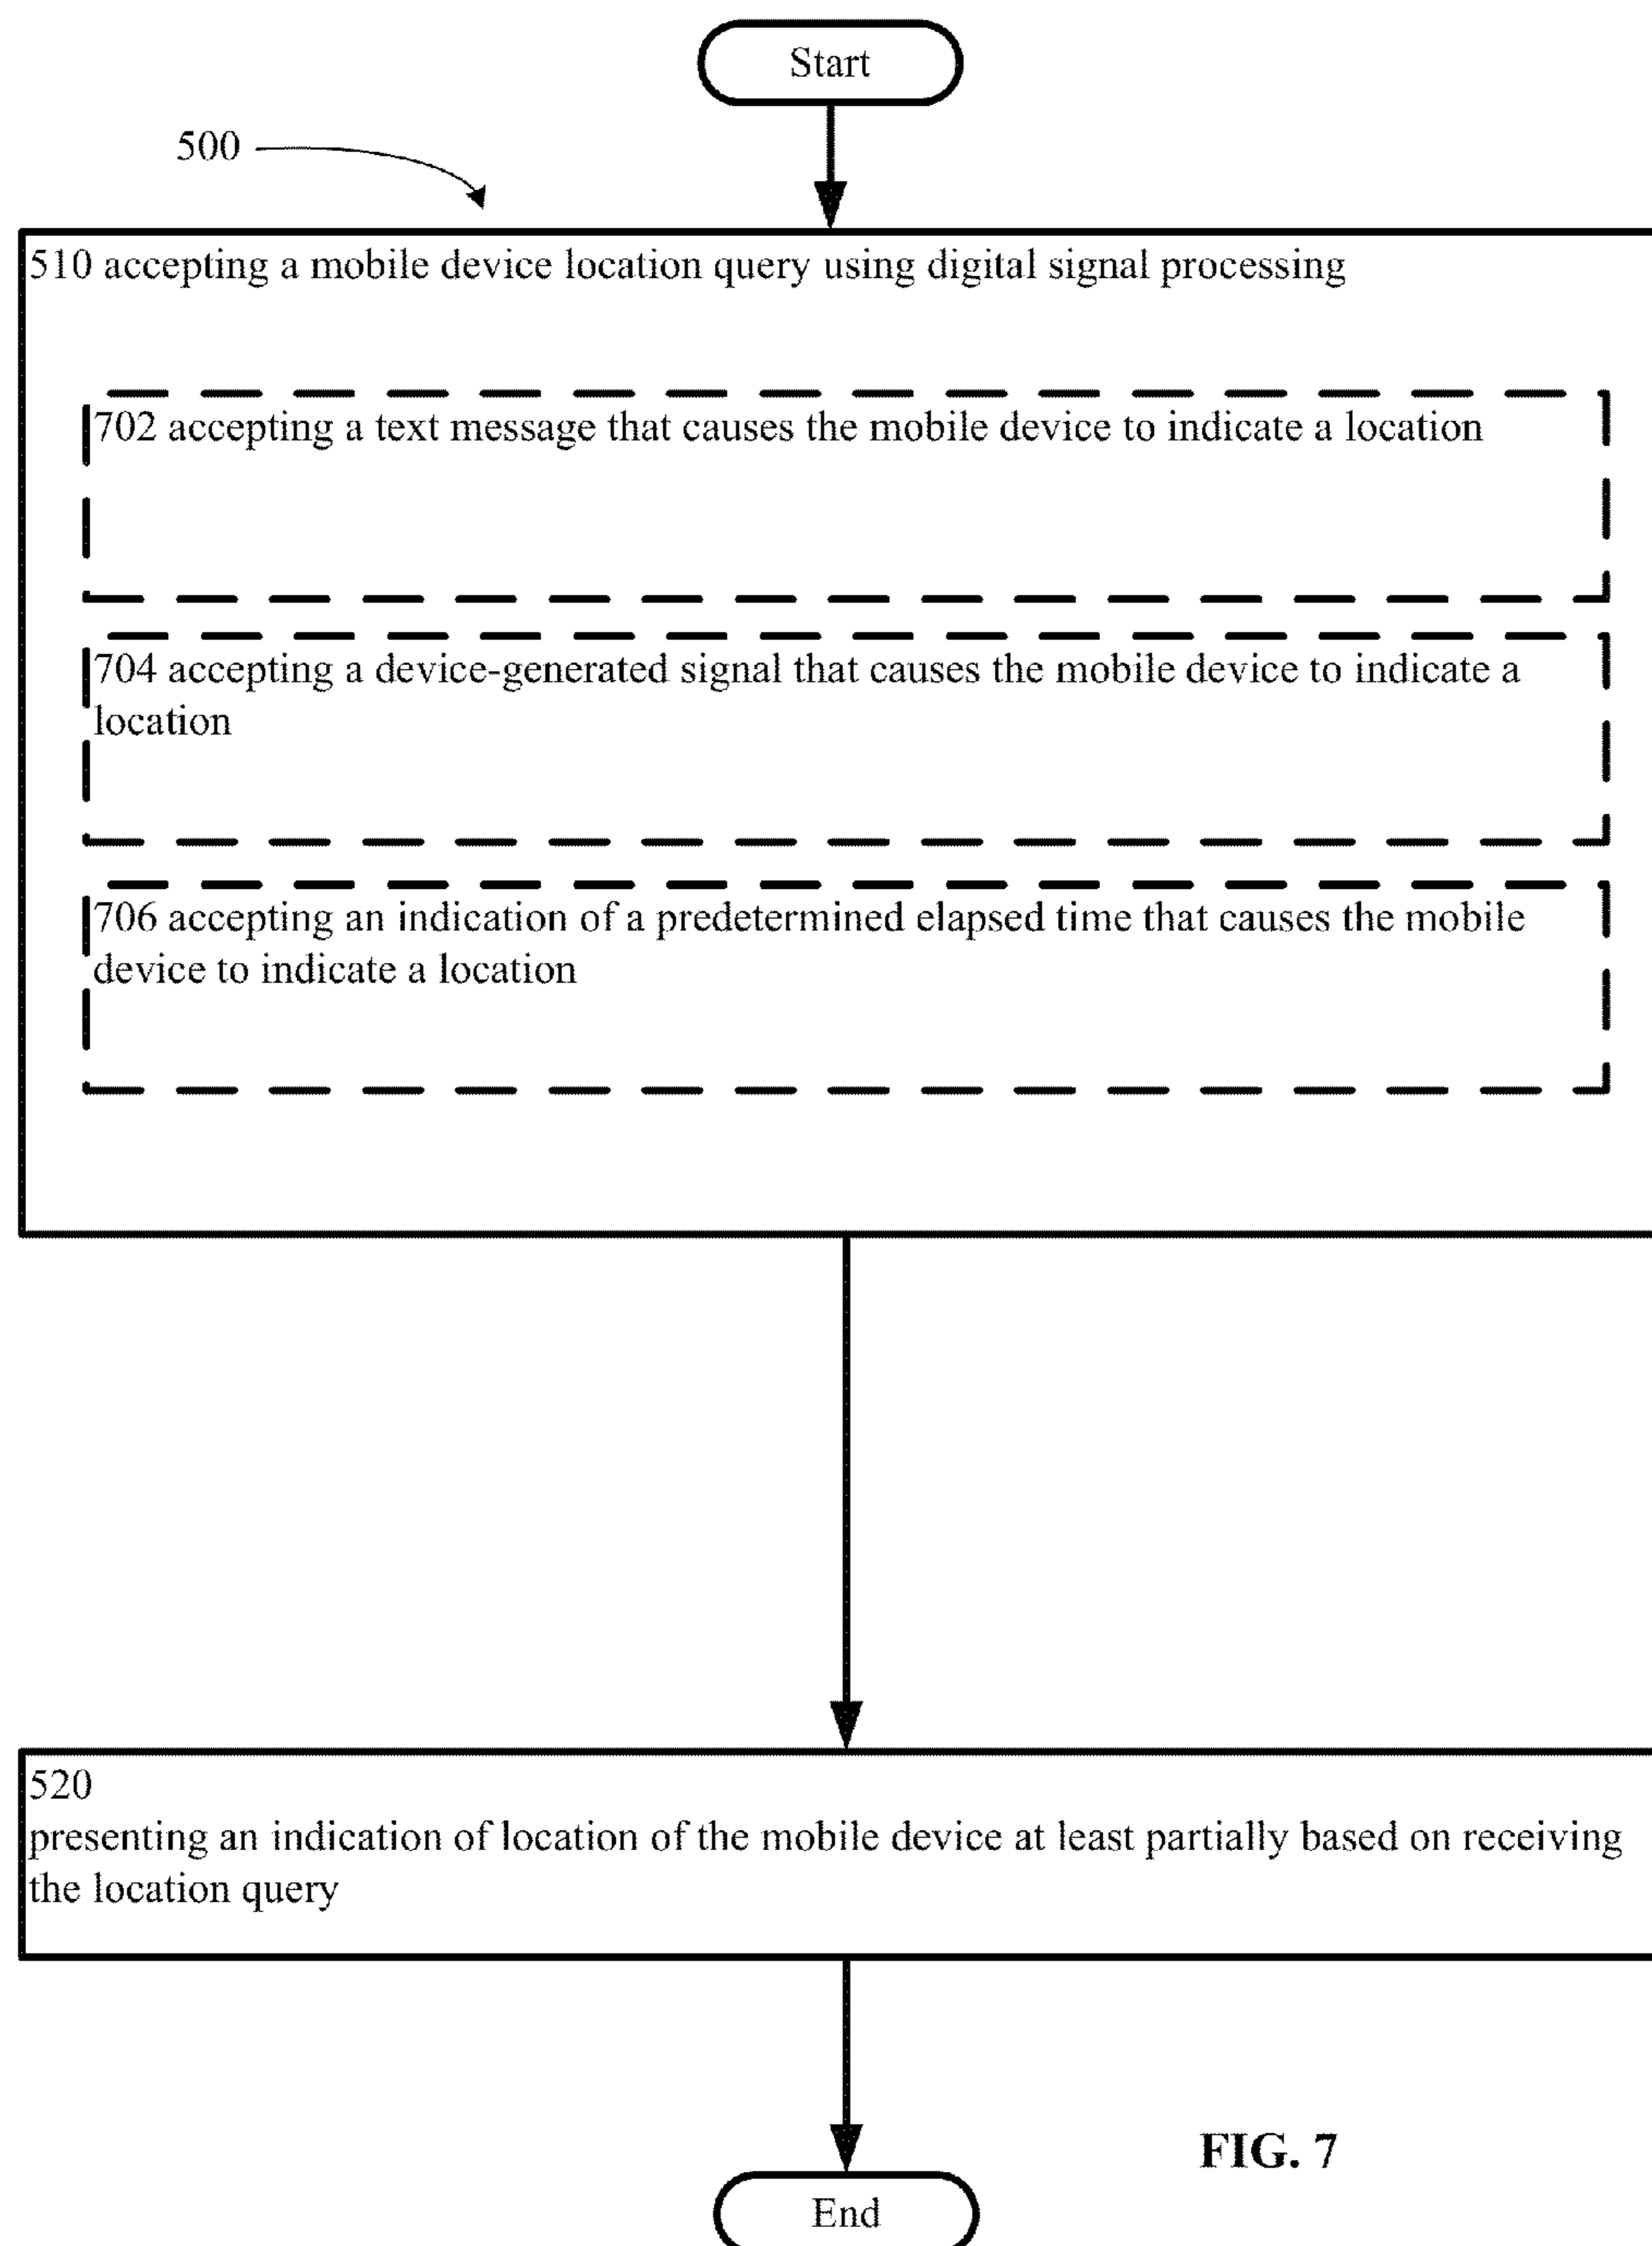 Start
500
510 accepting a mobile device location query using digital signal processing
702 accepting a text message that causes the mobile device to indicate a location
704 accepting a device-generated signal that causes the mobile device to indicate a
location
706 accepting an indication of a predetermined elapsed time that causes the mobile
device to indicate a location
520
presenting an indication of location of the mobile device at least partially based on receiving
the location query
FIG. 7
End